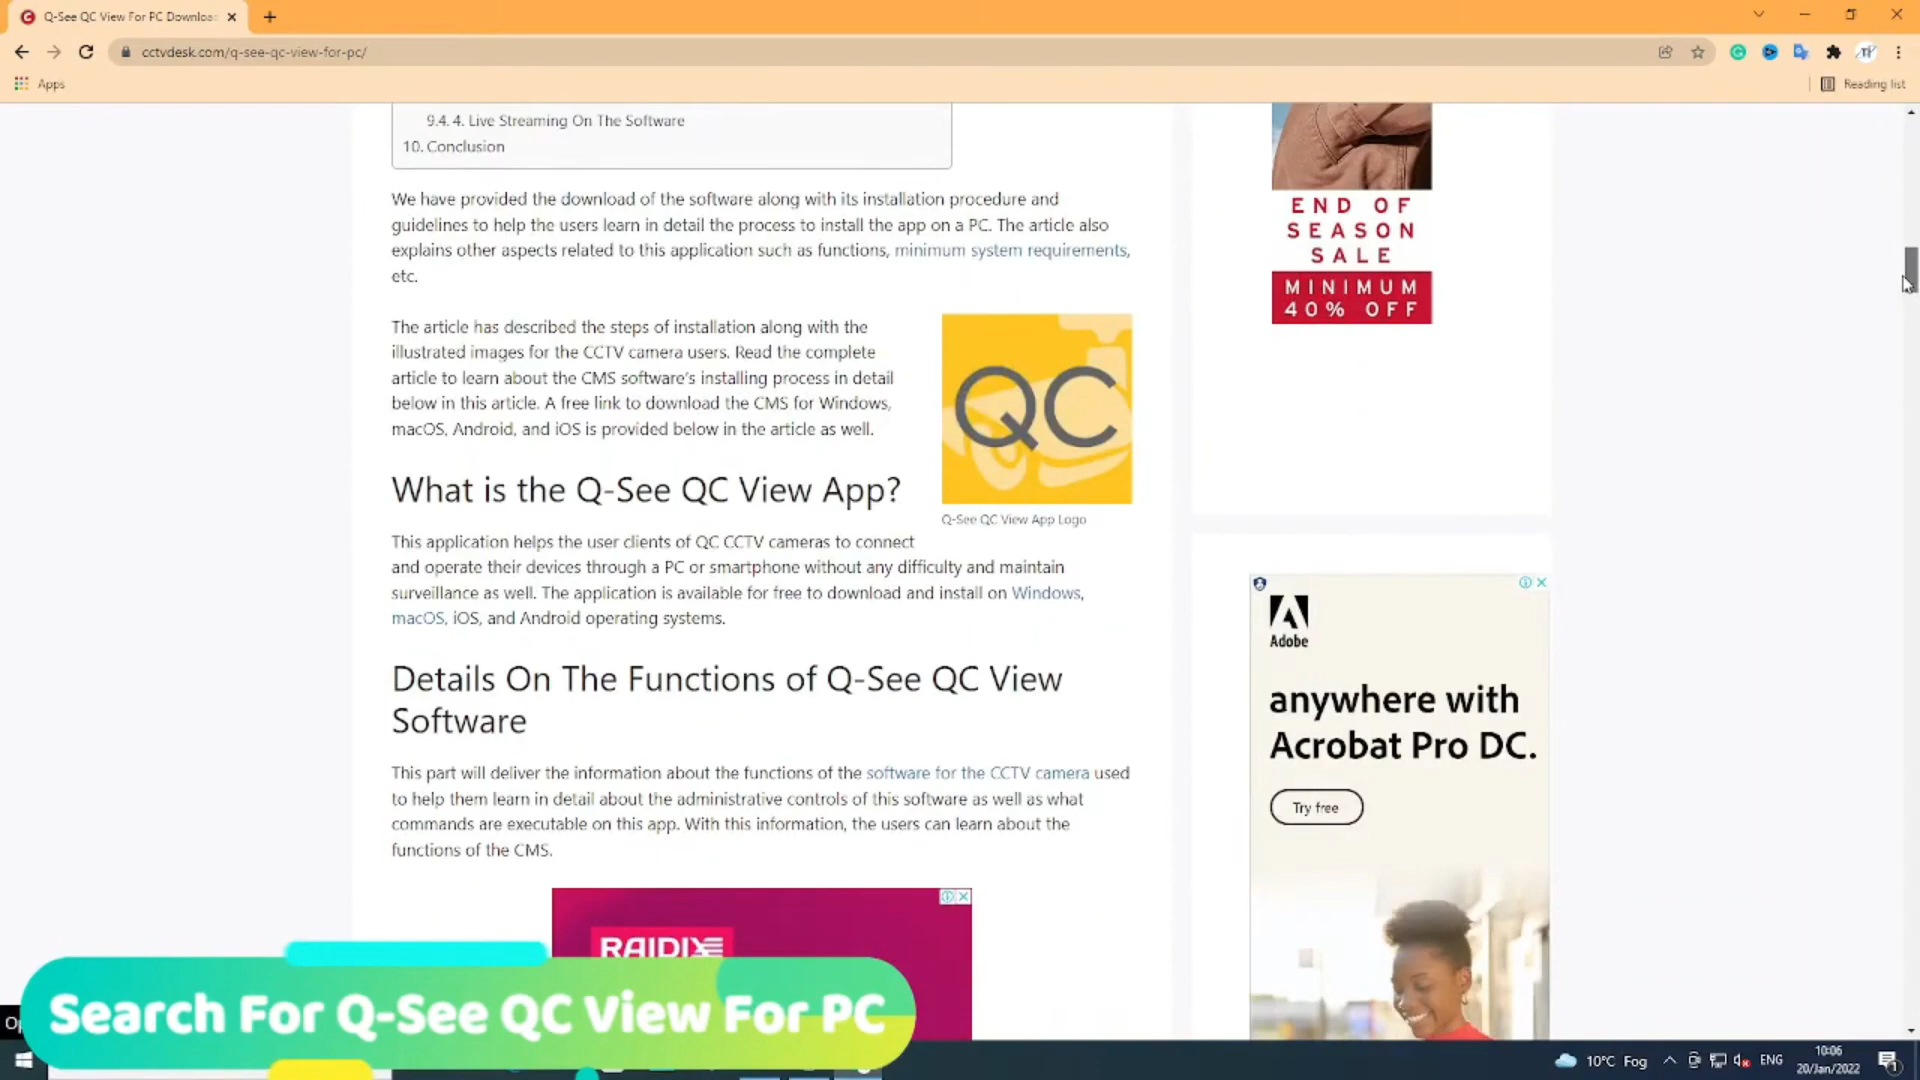 Q-See QC View For PC Downloa
cctvdesk.com/q-see-qc-view-for-pc/
Apps
Reading list
9.4. 4. Live Streaming On The Software
10. Conclusion
We have provided the download of the software along with its installation procedure and
guidelines to help the users learn in detail the process to install the app on a PC. The article also
explains other aspects related to this application such as functions, minimum system requirements,
etc.
The article has described the steps of installation along with the
illustrated images for the CCTV camera users. Read the complete
article to learn about the CMS software's installing process in detail
below in this article. A free link to download the CMS for Windows,
macOS, Android, and iOS is provided below in the article as well.
QC
Q-See QC View App Logo
What is the Q-See QC View App?
This application helps the user clients of QC CCTV cameras to connect
and operate their devices through a PC or smartphone without any difficulty and maintain
surveillance as well. The application is available for free to download and install on Windows,
macOS, iOS, and Android operating systems.
Details On The Functions of Q-See QC View
Software
This part will deliver the information about the functions of the software for the CCTV camera used
to help them learn in detail about the administrative controls of this software as well as what
commands are executable on this app. With this information, the users can learn about the
functions of the CMS.
RAIDIX
END OF
SEASON
SALE
MINIMUM
40% OFF
Adobe
anywhere with
Acrobat Pro DC.
Try free
Search For Q-See QC View For PC
10°C Fog
ENG
10:06
20/Jan/2022